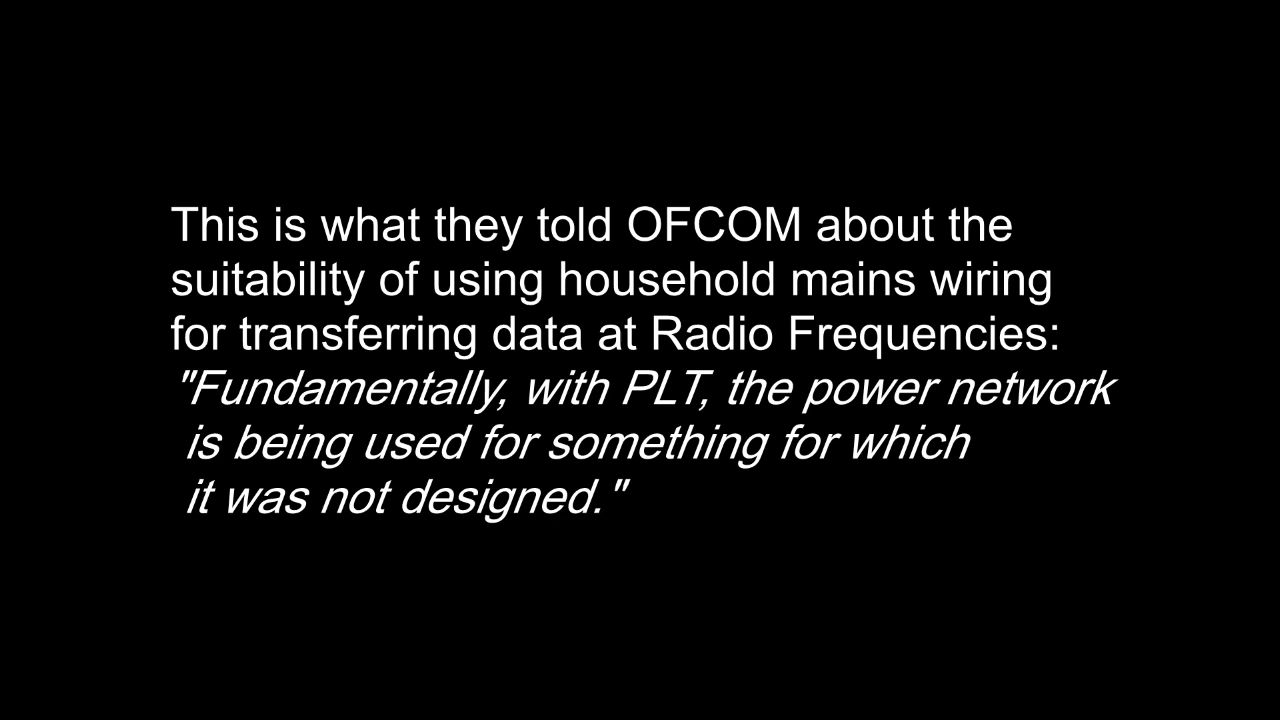 This is what they told OFCOM about the
suitability of using household mains wiring
for transferring data at Radio Frequencies:
"Fundamentally, with PLT, the power network
is being used for something for which
it was not designed."